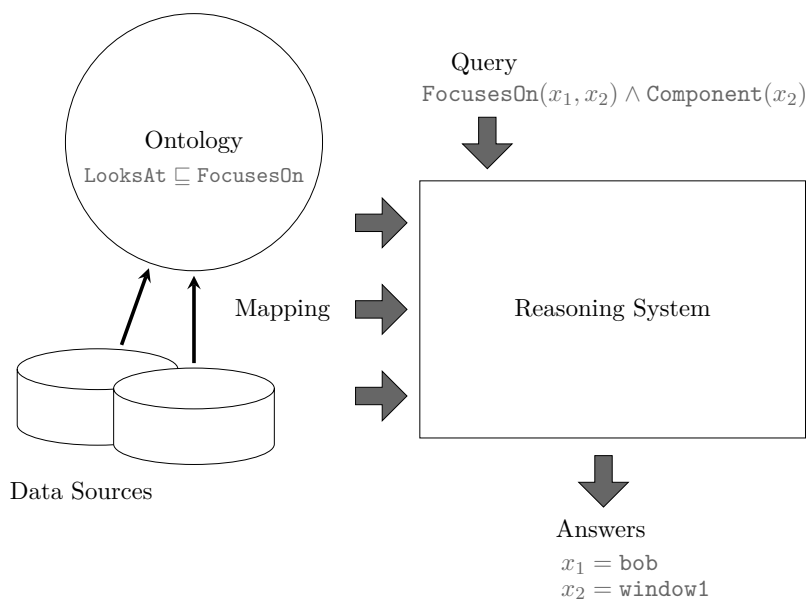 Query
FocusesOn(x₁, x₂) ∧ Component(x₂)
Ontology
LooksAt ⊑ FocusesOn
Mapping
Reasoning System
Data Sources
Answers
x₁ = bob
x₂ = window1